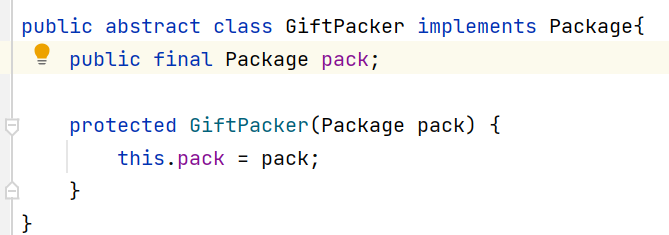 public abstract class GiftPacker implements Package{
    public final Package pack;
    protected GiftPacker(Package pack) {
        this.pack = pack;
    }
}